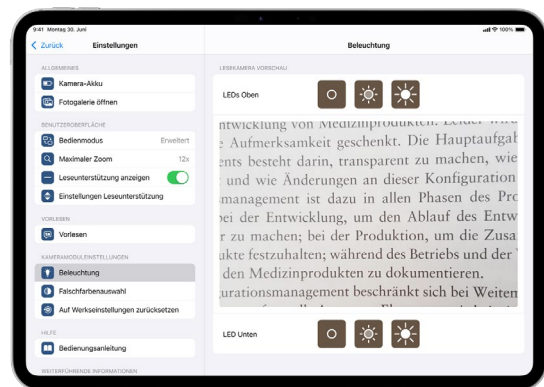 9:41 Montag 30. Juni
100%
Zurück
Einstellungen
Beleuchtung
ALLGEMEINES
Kamera-Akku
Fotogalerie öffnen
BENUTZEROBERFLÄCHE
Bedienmodus Erweitert
Maximaler Zoom 12x
Leseunterstützung anzeigen
Einstellungen Leseunterstützung
VORLESEN
Vorlesen
KAMERAMODULEINSTELLUNGEN
Beleuchtung
Falschfarbenauswahl
Auf Werkseinstellungen zurücksetzen
HILFE
Bedienungsanleitung
WEITERFÜHRENDE INFORMATIONEN
LESEKAMERA VORSCHAU
LEDs Oben
ntwicklung von Medizinprodukten. Leider wird
e Aufmerksamkeit geschenkt. Die Hauptaufgab
ents besteht darin, transparent zu machen, wie
und wie Änderungen an dieser Konfiguration
smanagement ist dazu in allen Phasen des Pro
bei der Entwicklung, um den Ablauf des Entw
r zu machen; bei der Produktion, um die Zusa
ukte festzuhalten; während des Betriebs und der
den Medizinprodukten zu dokumentieren.
urationsmanagement beschränkt sich bei Weitem
LED Unten